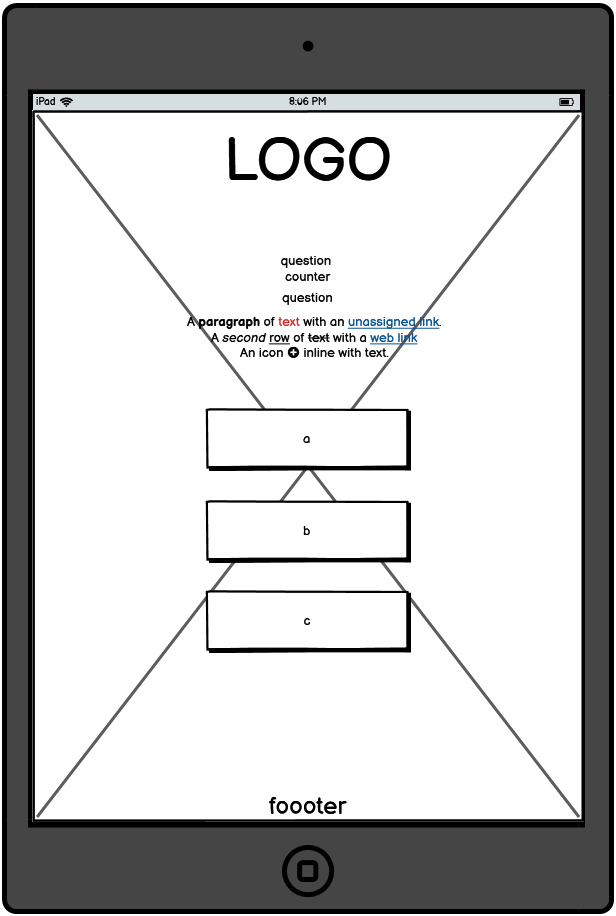 iPad 8:06 PM
LOGO
question
counter
question
A paragraph of text with an unassigned link.
A second row of text with a web link
An icon inline with text.
a
b
c
foooter